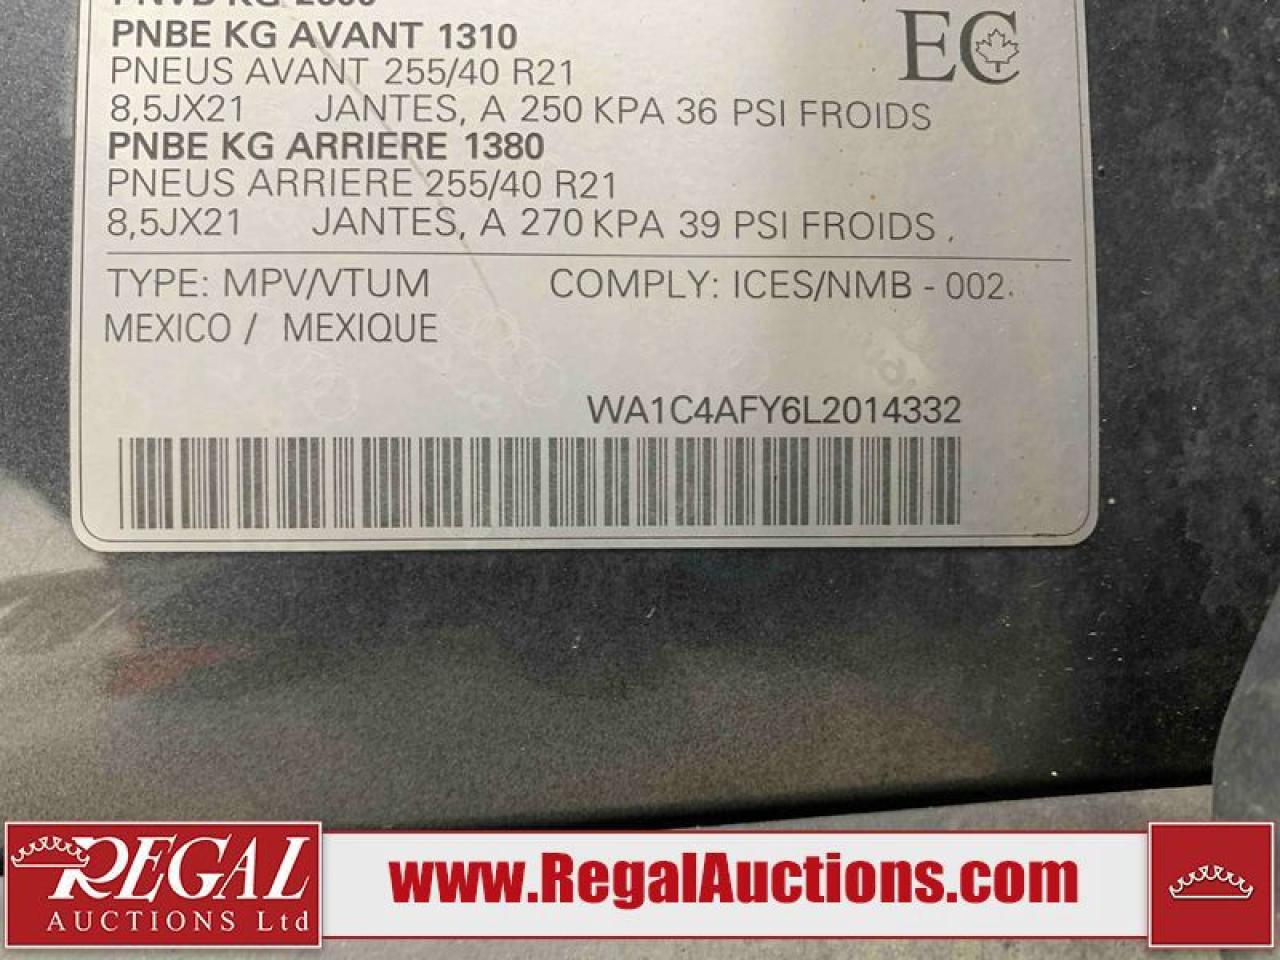 PNBE KG AVANT 1310
PNEUS AVANT 255/40 R21
8,5JX21 JANTES, A 250 KPA 36 PSI FROIDS
PNBE KG ARRIERE 1380
PNEUS ARRIERE 255/40 R21
8,5JX21 JANTES, A 270 KPA 39 PSI FROIDS
EC
TYPE: MPV/VTUM COMPLY: ICES/NMB - 002
MEXICO / MEXIQUE
WA1C4AFY6L2014332
REGAL
AUCTIONS Ltd
www.RegalAuctions.com